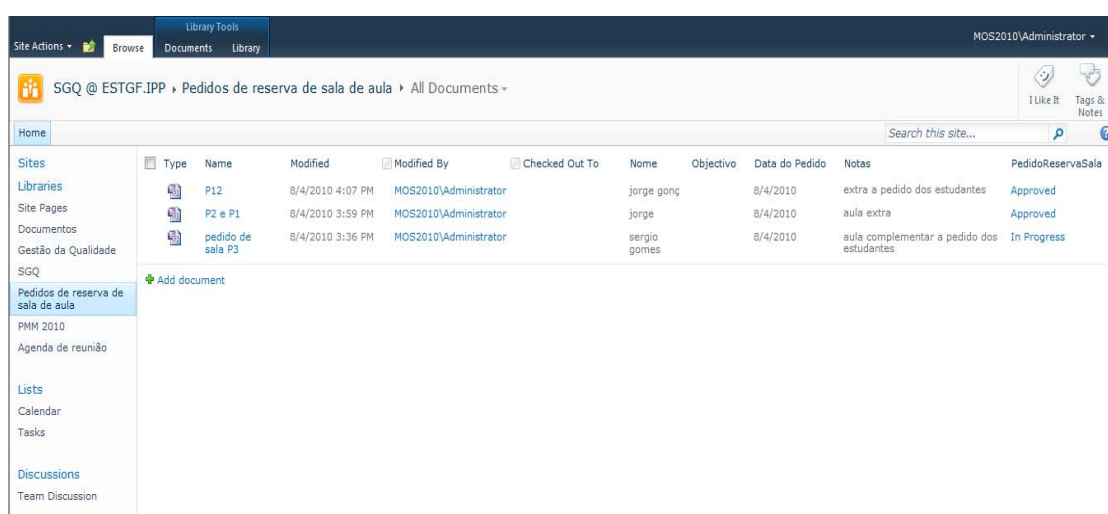 Library Tools
Site Actions Browse Documents Library MOS2010\Administrator
SGQ @ ESTGF.IPP Pedidos de reserva de sala de aula All Documents
I Like It Tags &
Notes
Home Search this site...
Sites
Libraries
Site Pages
Documentos
Gestão da Qualidade
SGQ
Pedidos de reserva de
sala de aula
PMM 2010
Agenda de reunião
Lists
Calendar
Tasks
Discussions
Team Discussion
Type Name Modified Modified By Checked Out To Nome Objectivo Data do Pedido Notas PedidoReservaSala
P12 8/4/2010 4:07 PM MOS2010\Administrator jorge gonç 8/4/2010 extra a pedido dos estudantes Approved
P2 e P1 8/4/2010 3:59 PM MOS2010\Administrator jorge 8/4/2010 aula extra Approved
pedido de 8/4/2010 3:36 PM MOS2010\Administrator sergio 8/4/2010 aula complementar a pedido dos In Progress
sala P3 gomes estudantes
Add document